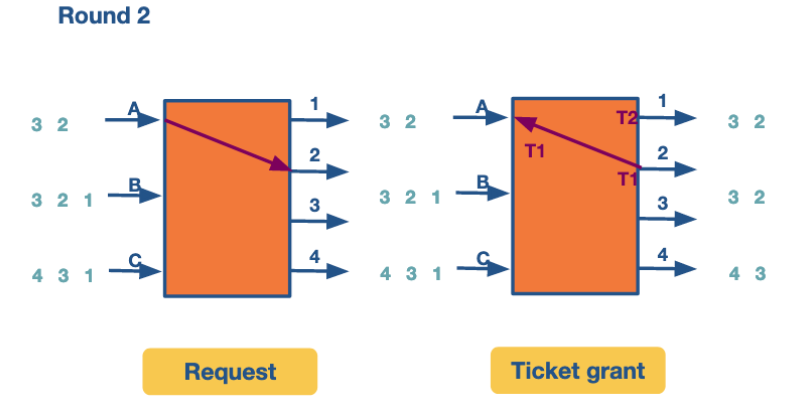 Round 2
A
3 2
B
3 2 1
C
4 3 1
1
2
3
4
Request
A
3 2
B
3 2 1
C
4 3 1
T1
T2
T1
1
2
3
4
3 2
3 2
4 3
Ticket grant